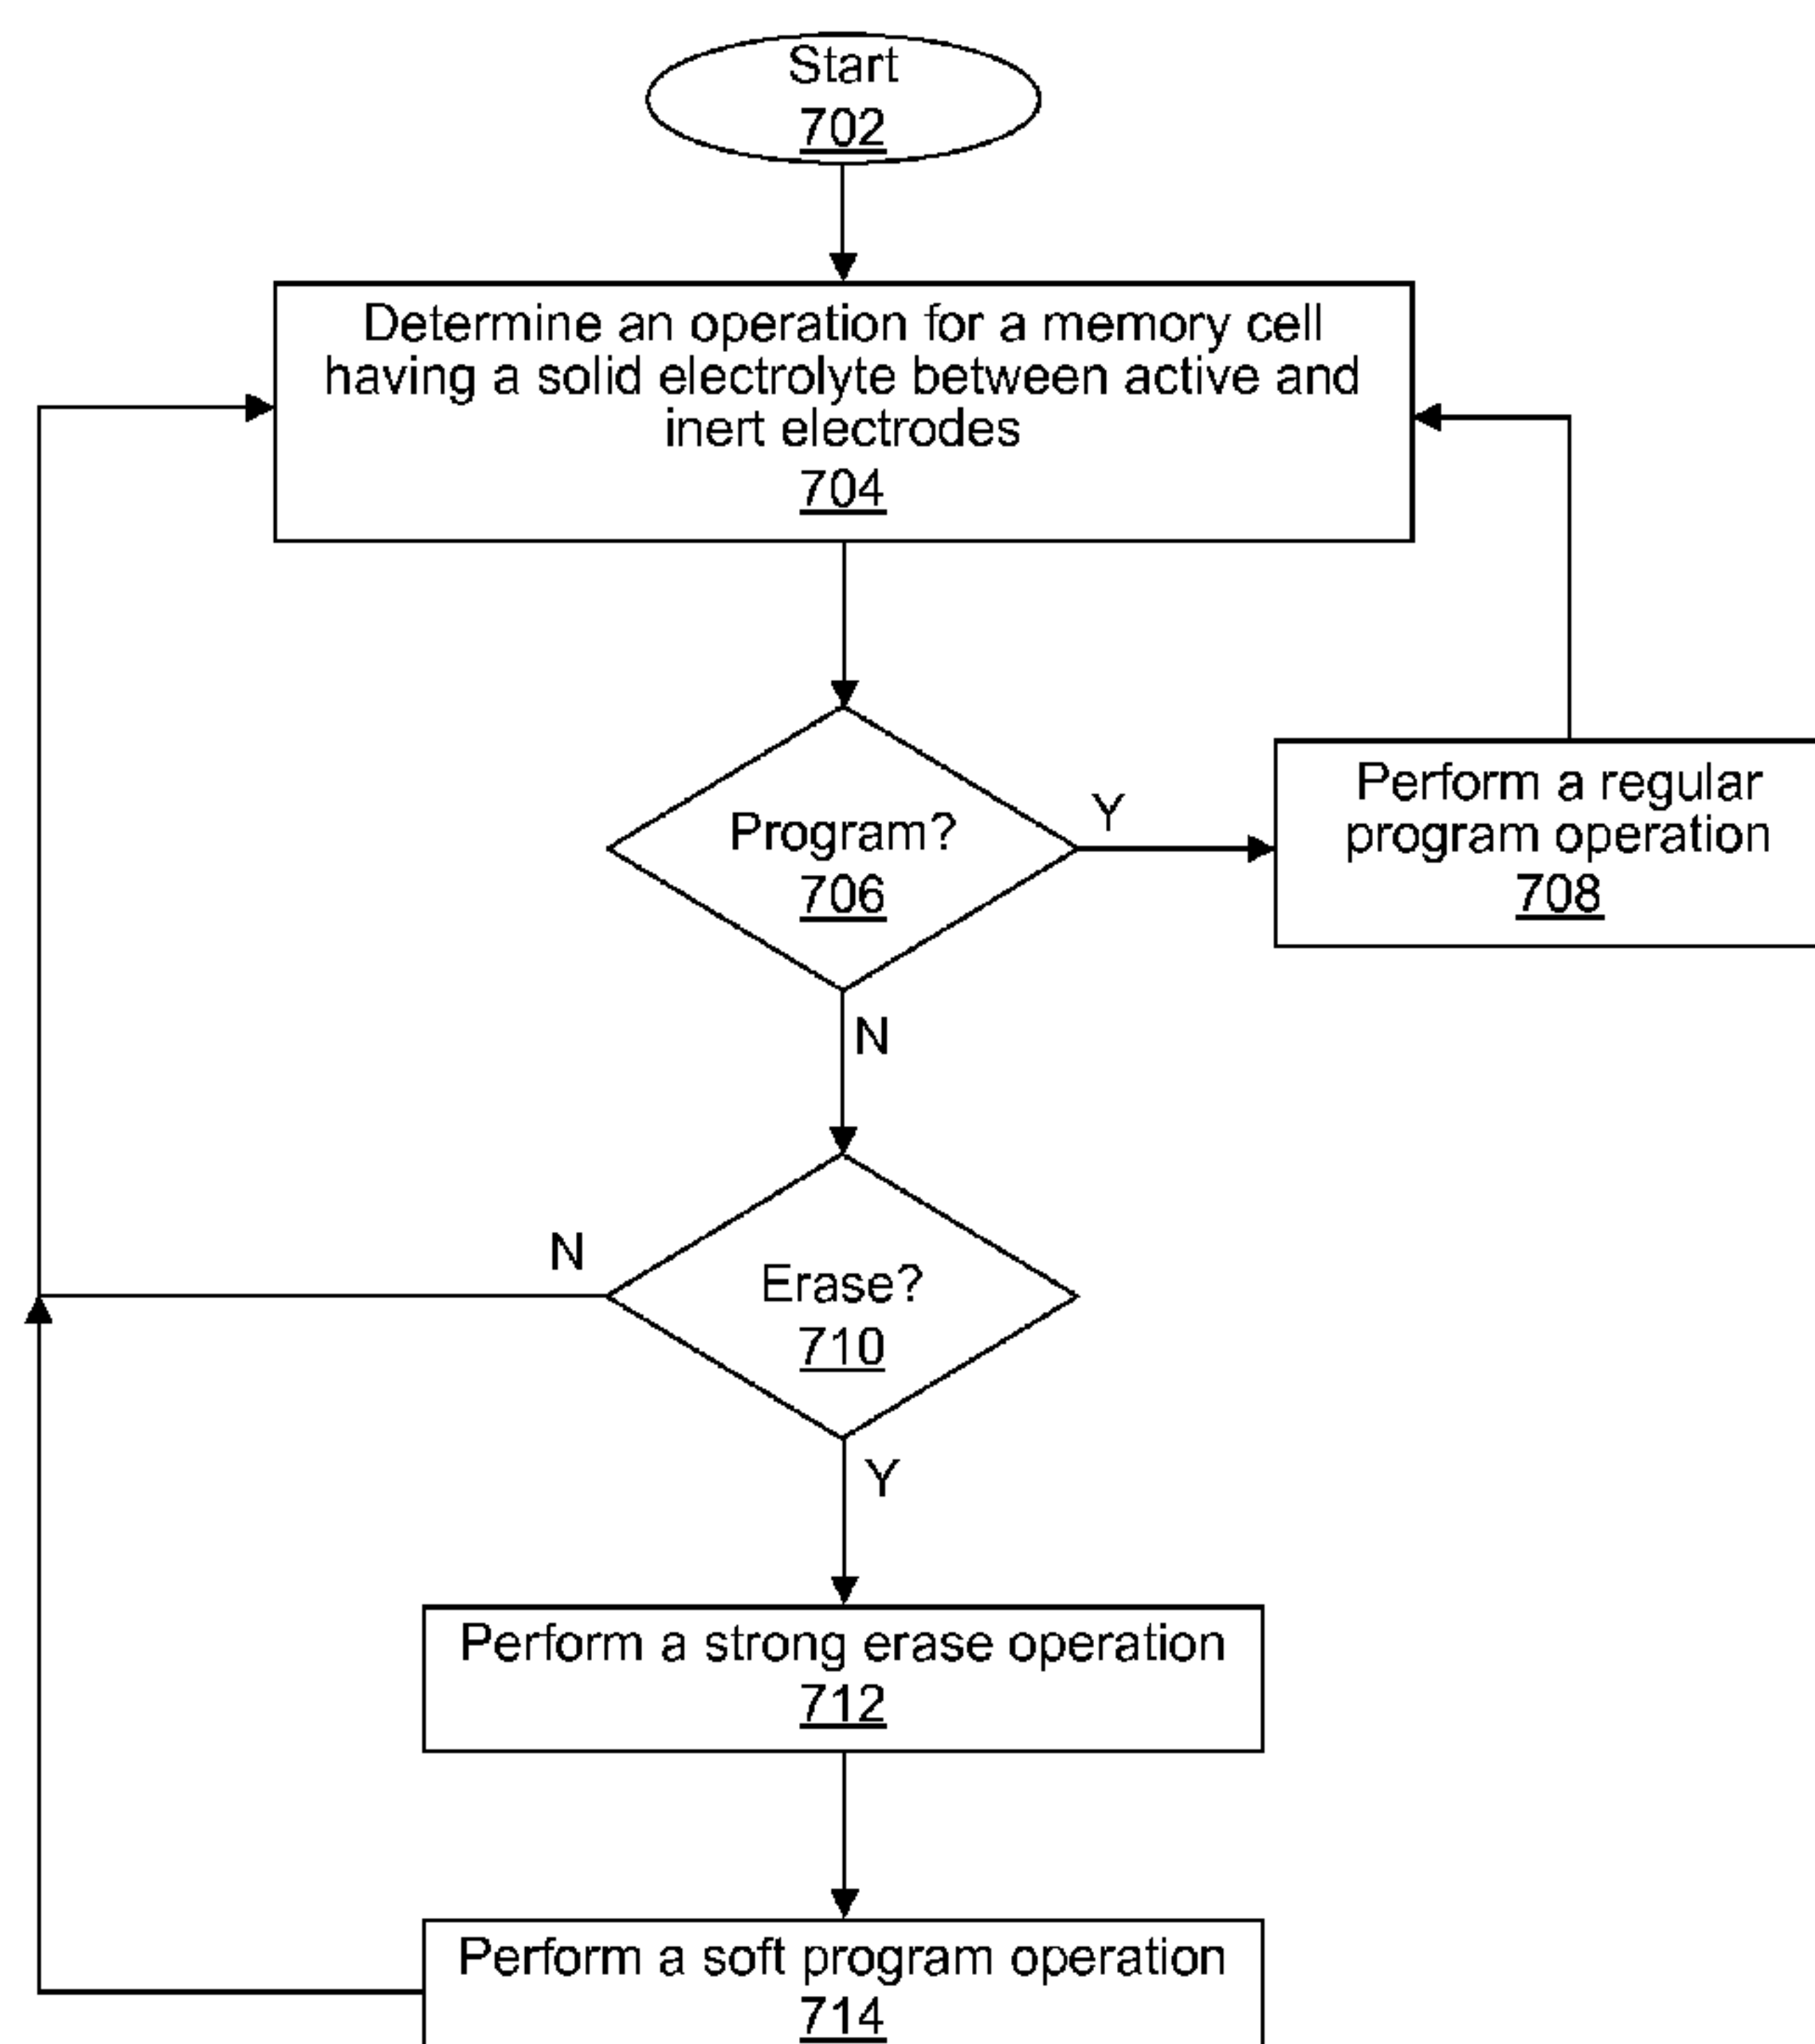 Start
702
Determine an operation for a memory cell
having a solid electrolyte between active and
inert electrodes
704
Program?
706
Y
Perform a regular
program operation
708
N
Erase?
710
N
Y
Perform a strong erase operation
712
Perform a soft program operation
714